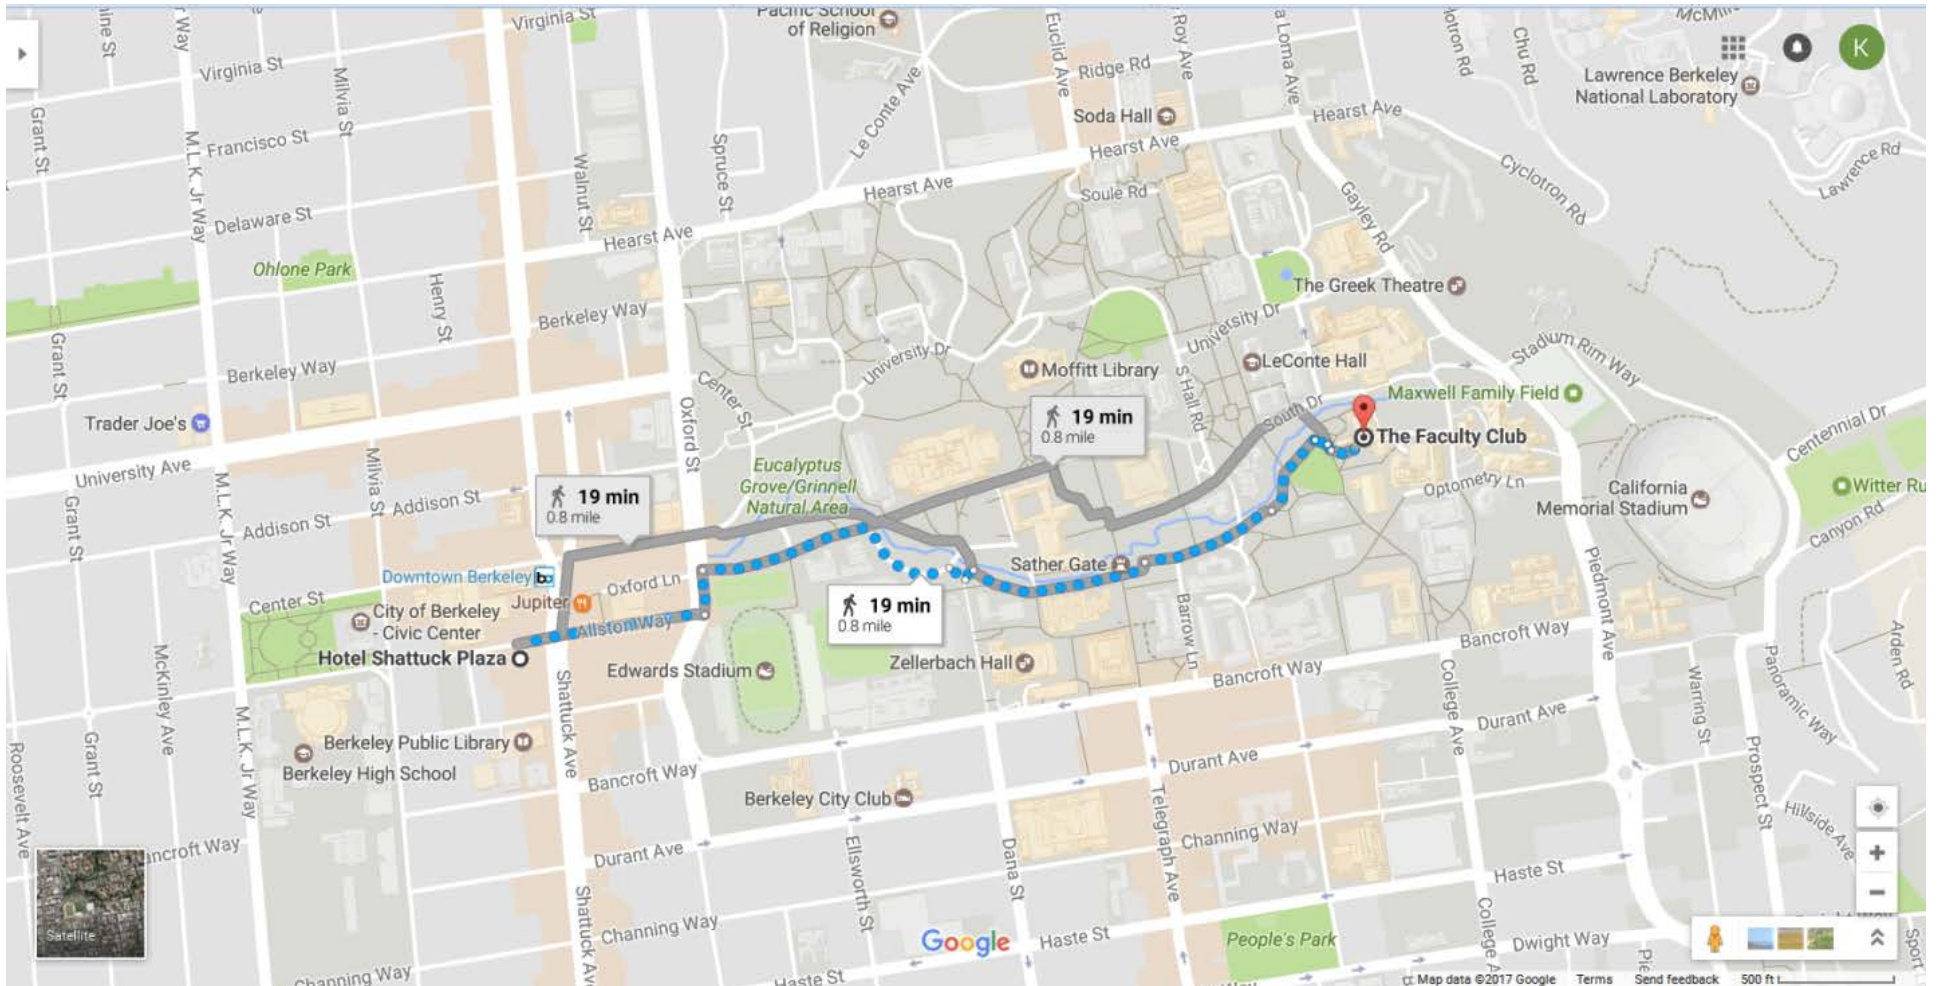 Virginia St
Pacific School
of Religion
Euclid Ave
Ridge Rd
Le Conte Ave
Chu Rd
K
Lawrence Berkeley
National Laboratory
Virginia St
Milvia St
Grant St
M.L.K. Jr Way
Francisco St
Walnut St
Spruce St
Soda Hall
Hearst Ave
Hearst Ave
Cyclotron Rd
Lawrence Rd
Hearst Ave
Soule Rd
Gayley Rd
Delaware St
Hearst Ave
Ohlone Park
Henry St
The Greek Theatre
Berkeley Way
University Dr
University Dr
Stadium Rim Way
Grant St
Berkeley Way
Moffitt Library
LeConte Hall
S Hall Rd
Maxwell Family Field
Center St
Oxford St
South Dr
Centennial Dr
Trader Joe's
19 min
0.8 mile
The Faculty Club
University Ave
Eucalyptus
Grove/Grinnell
Natural Area
Milvia St
M.L.K. Jr Way
Addison St
Addison St
Grant St
19 min
0.8 mile
Optometry Ln
California
Memorial Stadium
Witter Ru
Canyon Rd
Sather Gate
Piedmont Ave
Downtown Berkeley
Oxford Ln
Center St
Jupiter
City of Berkeley
- Civic Center
Allston Way
19 min
0.8 mile
Barrow Ln
Bancroft Way
Arden Rd
Hotel Shattuck Plaza
Edwards Stadium
Zellerbach Hall
Bancroft Way
McKinley Ave
Shattuck Ave
College Ave
Warring St
Panoramic Way
Durant Ave
Berkeley Public Library
Berkeley High School
Grant St
M.L.K. Jr Way
Roosevelt Ave
Bancroft Way
Durant Ave
Prospect St
Berkeley City Club
Telegraph Ave
Channing Way
Hillside Ave
Durant Ave
Ellsworth St
Dana St
Haste St
Satellite
Shattuck Ave
Channing Way
Google
Haste St
People's Park
Dwight Way
Channing Way
Haste St
Map data ©2017 Google
Terms
Send feedback
500 ft